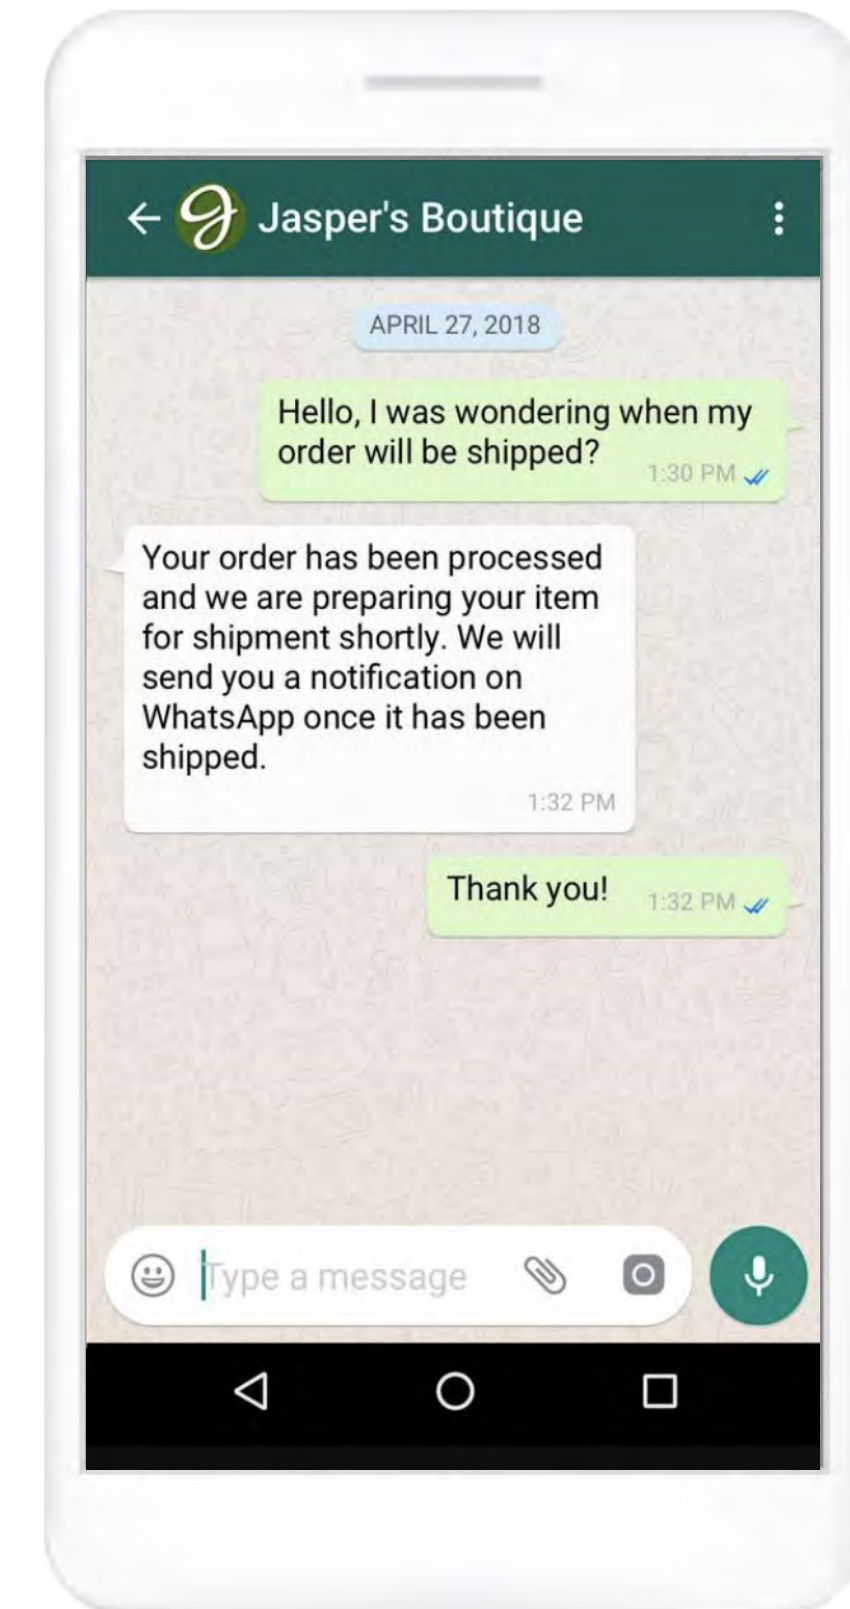 Jasper's Boutique
APRIL 27, 2018
Hello, I was wondering when my
order will be shipped?
1:30 PM
Your order has been processed
and we are preparing your item
for shipment shortly. We will
send you a notification on
WhatsApp once it has been
shipped.
1:32 PM
Thank you!
1:32 PM
Type a message